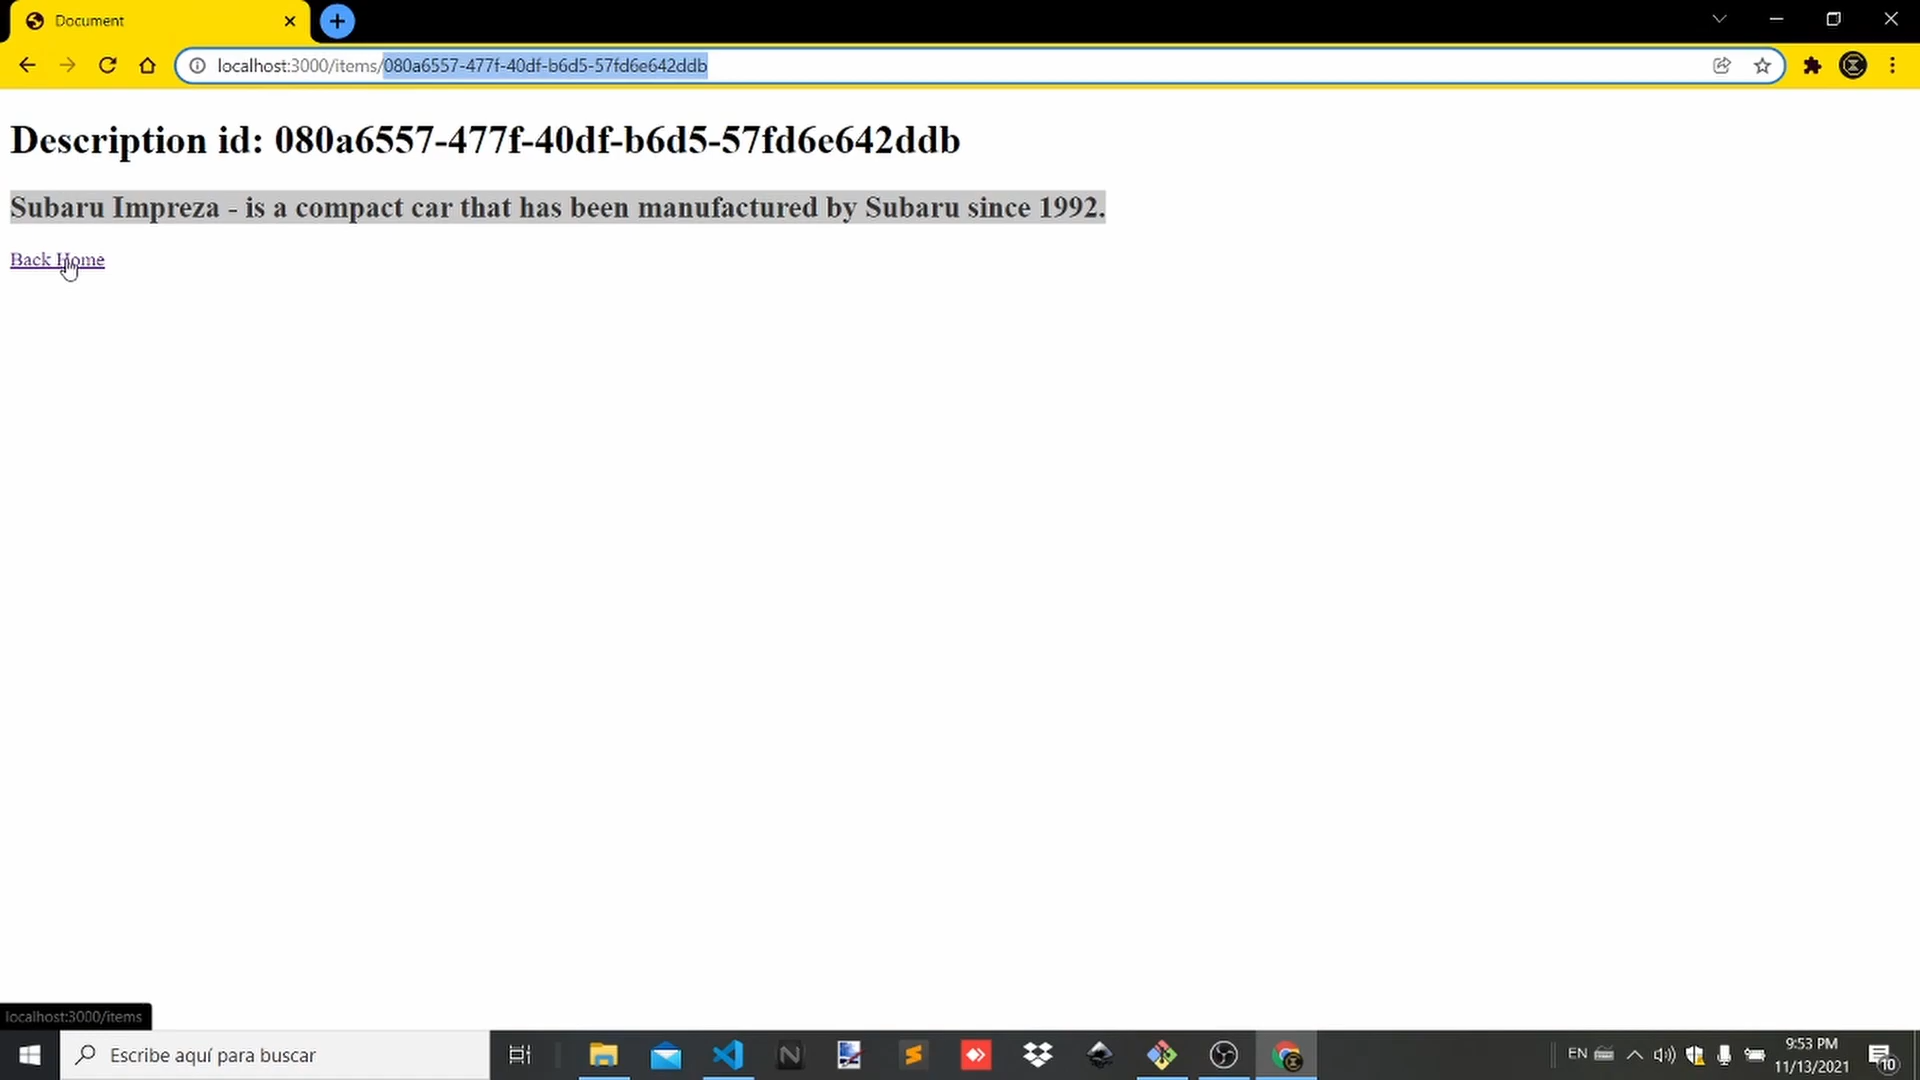 Document
localhost:3000/items/080a6557-477f-40df-b6d5-57fd6e642ddb
Description id: 080a6557-477f-40df-b6d5-57fd6e642ddb
Subaru Impreza - is a compact car that has been manufactured by Subaru since 1992.
Back Home
localhost:3000/items
Escribe aquí para buscar
EN
9:53 PM
11/13/2021
10